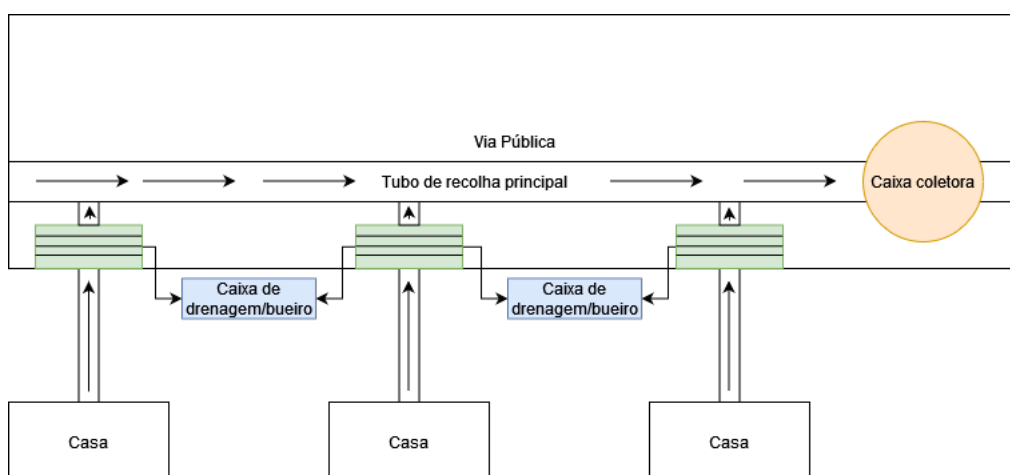 Via Pública
Tubo de recolha principal
Caixa coletora
Caixa de
drenagem/bueiro
Caixa de
drenagem/bueiro
Casa
Casa
Casa